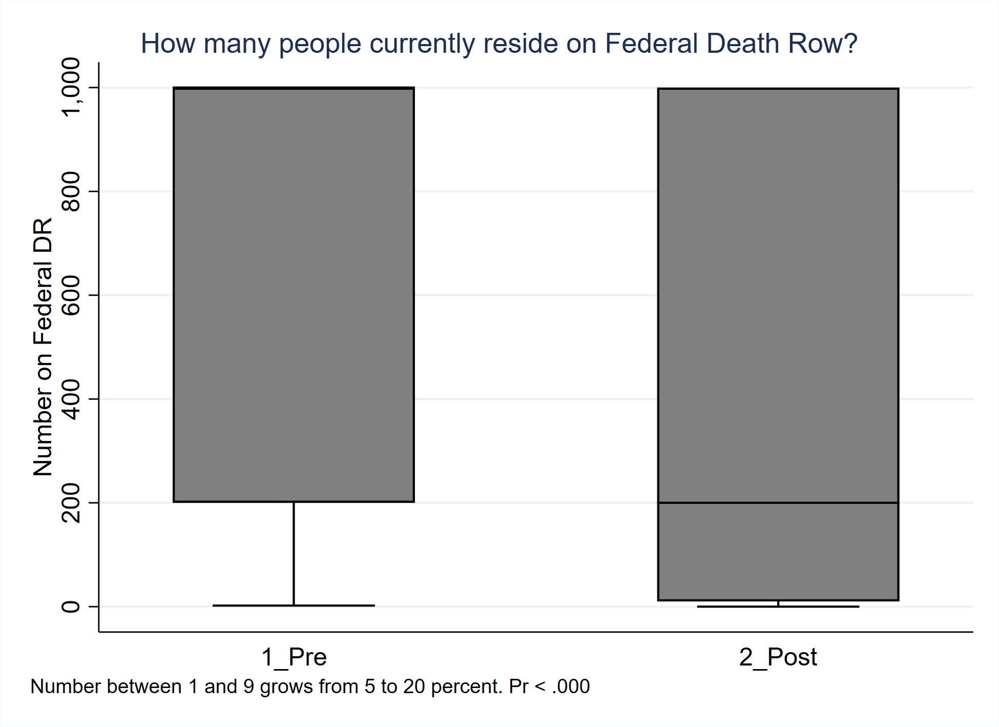 How many people currently reside on Federal Death Row?
Number on Federal DR
1,000
800
600
400
200
0
1_Pre
2_Post
Number between 1 and 9 grows from 5 to 20 percent. Pr < .000